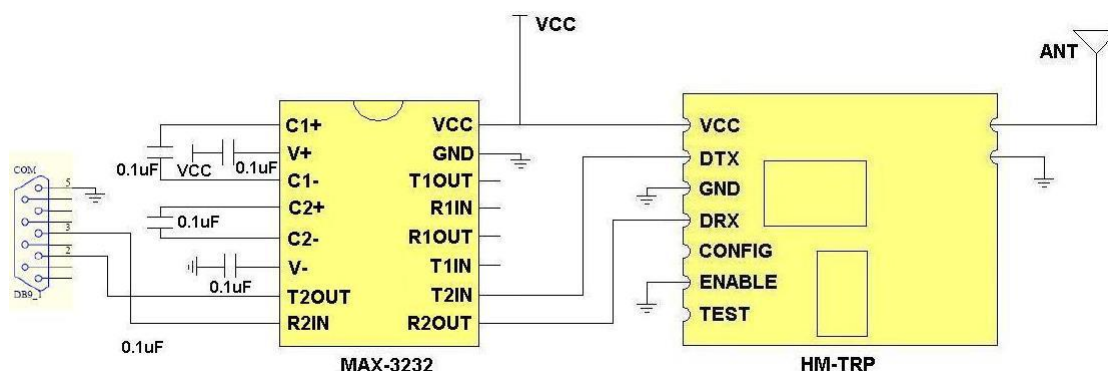 VCC
ANT
COM
5
3
2
DB9_1
0.1uF
VCC
0.1uF
0.1uF
0.1uF
0.1uF
C1+
V+
C1-
C2+
C2-
V-
T2OUT
R2IN
VCC
GND
T1OUT
R1IN
R1OUT
T1IN
T2IN
R2OUT
MAX-3232
VCC
DTX
GND
DRX
CONFIG
ENABLE
TEST
HM-TRP